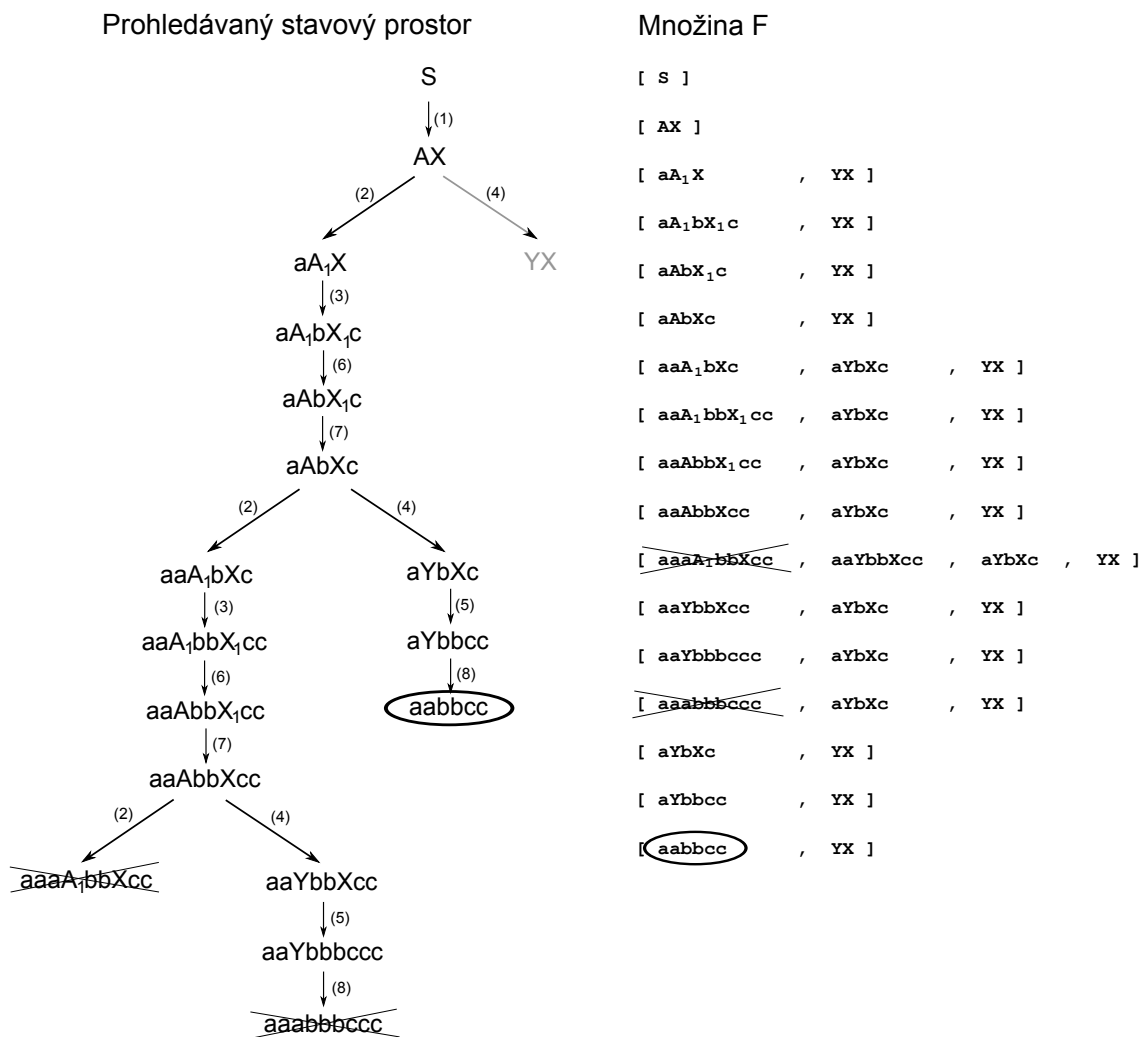 Prohledávaný stavový prostor
S
(1)
AX
(2) (4)
aA₁X YX
(3)
aA₁bX₁c
(6)
aAbX₁c
(7)
aAbXc
(2) (4)
aaA₁bXc aYbXc
(3) (5)
aaA₁bbX₁cc aYbbcc
(6) (8)
aaAbbX₁cc aabbcc
(7)
aaAbbXcc
(2) (4)
aaaA₁bbXcc aaYbbXcc
(5)
aaYbbbccc
(8)
aaabbbccc
Množina F
[ S ]
[ AX ]
[ aA₁X , YX ]
[ aA₁bX₁c , YX ]
[ aAbX₁c , YX ]
[ aAbXc , YX ]
[ aaA₁bXc , aYbXc , YX ]
[ aaA₁bbX₁cc , aYbXc , YX ]
[ aaAbbX₁cc , aYbXc , YX ]
[ aaAbbXcc , aYbXc , YX ]
[ aaaA₁bbXcc , aaYbbXcc , aYbXc , YX ]
[ aaYbbXcc , aYbXc , YX ]
[ aaYbbbccc , aYbXc , YX ]
[ aaabbbccc , aYbXc , YX ]
[ aYbXc , YX ]
[ aYbbcc , YX ]
[ aabbcc , YX ]